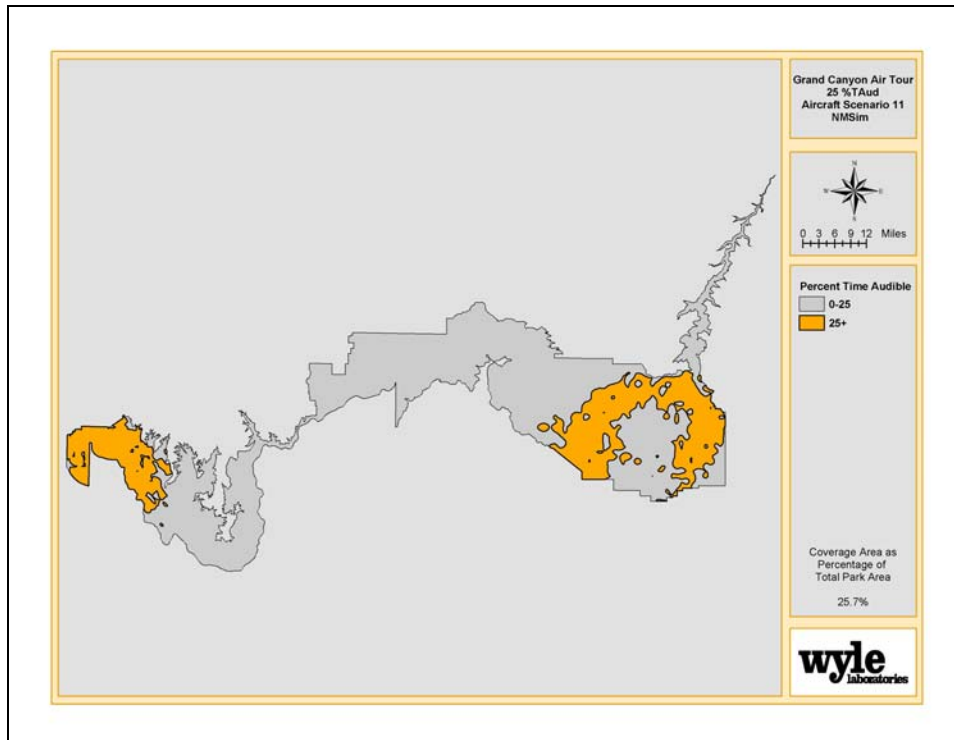 Grand Canyon Air Tour
25 %TAud
Aircraft Scenario 11
NMSim
N
W E
S
0 3 6 9 12 Miles
Percent Time Audible
0-25
25+
Coverage Area as
Percentage of
Total Park Area
25.7%
wyle
laboratories